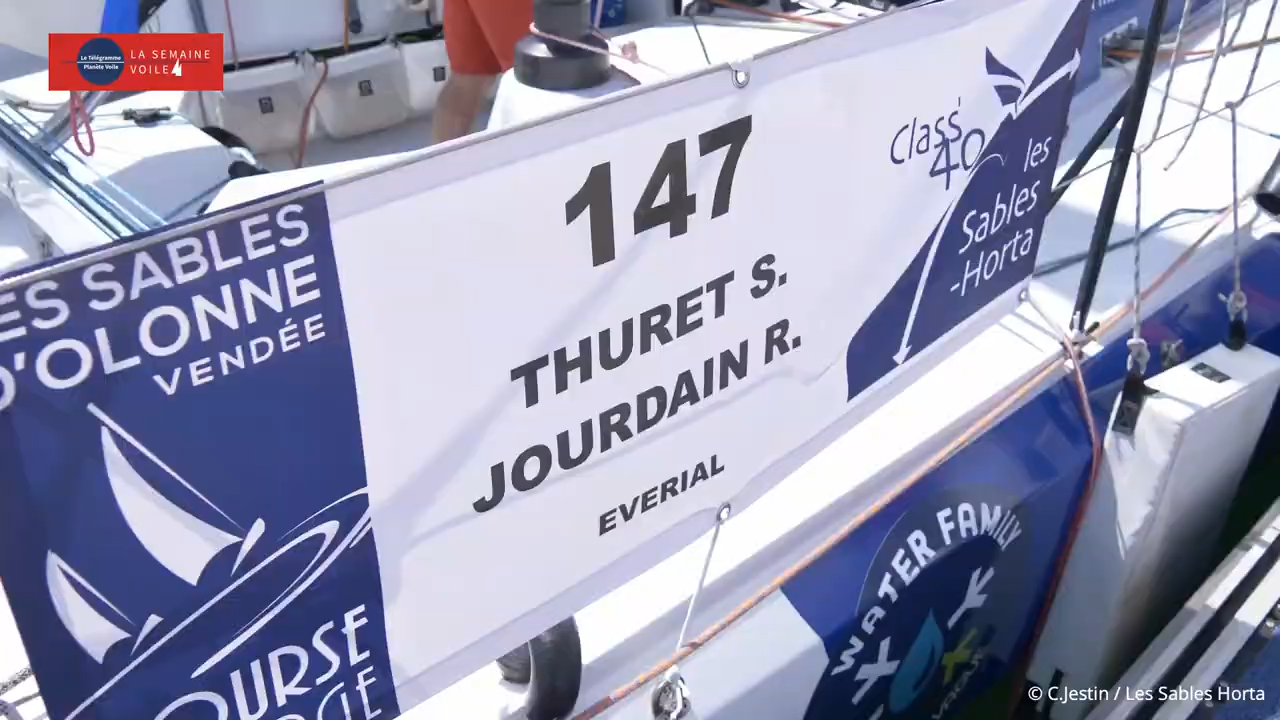 Le Télégramme
Planète Voile
LA SEMAINE
VOILE
ES SABLES
D'OLONNE
VENDÉE
OURSE
CLE
147
THURET S.
JOURDAIN R.
EVERIAL
Class'
40
les
Sables
-Horta
WATER FAMILY
© C.Jestin / Les Sables Horta